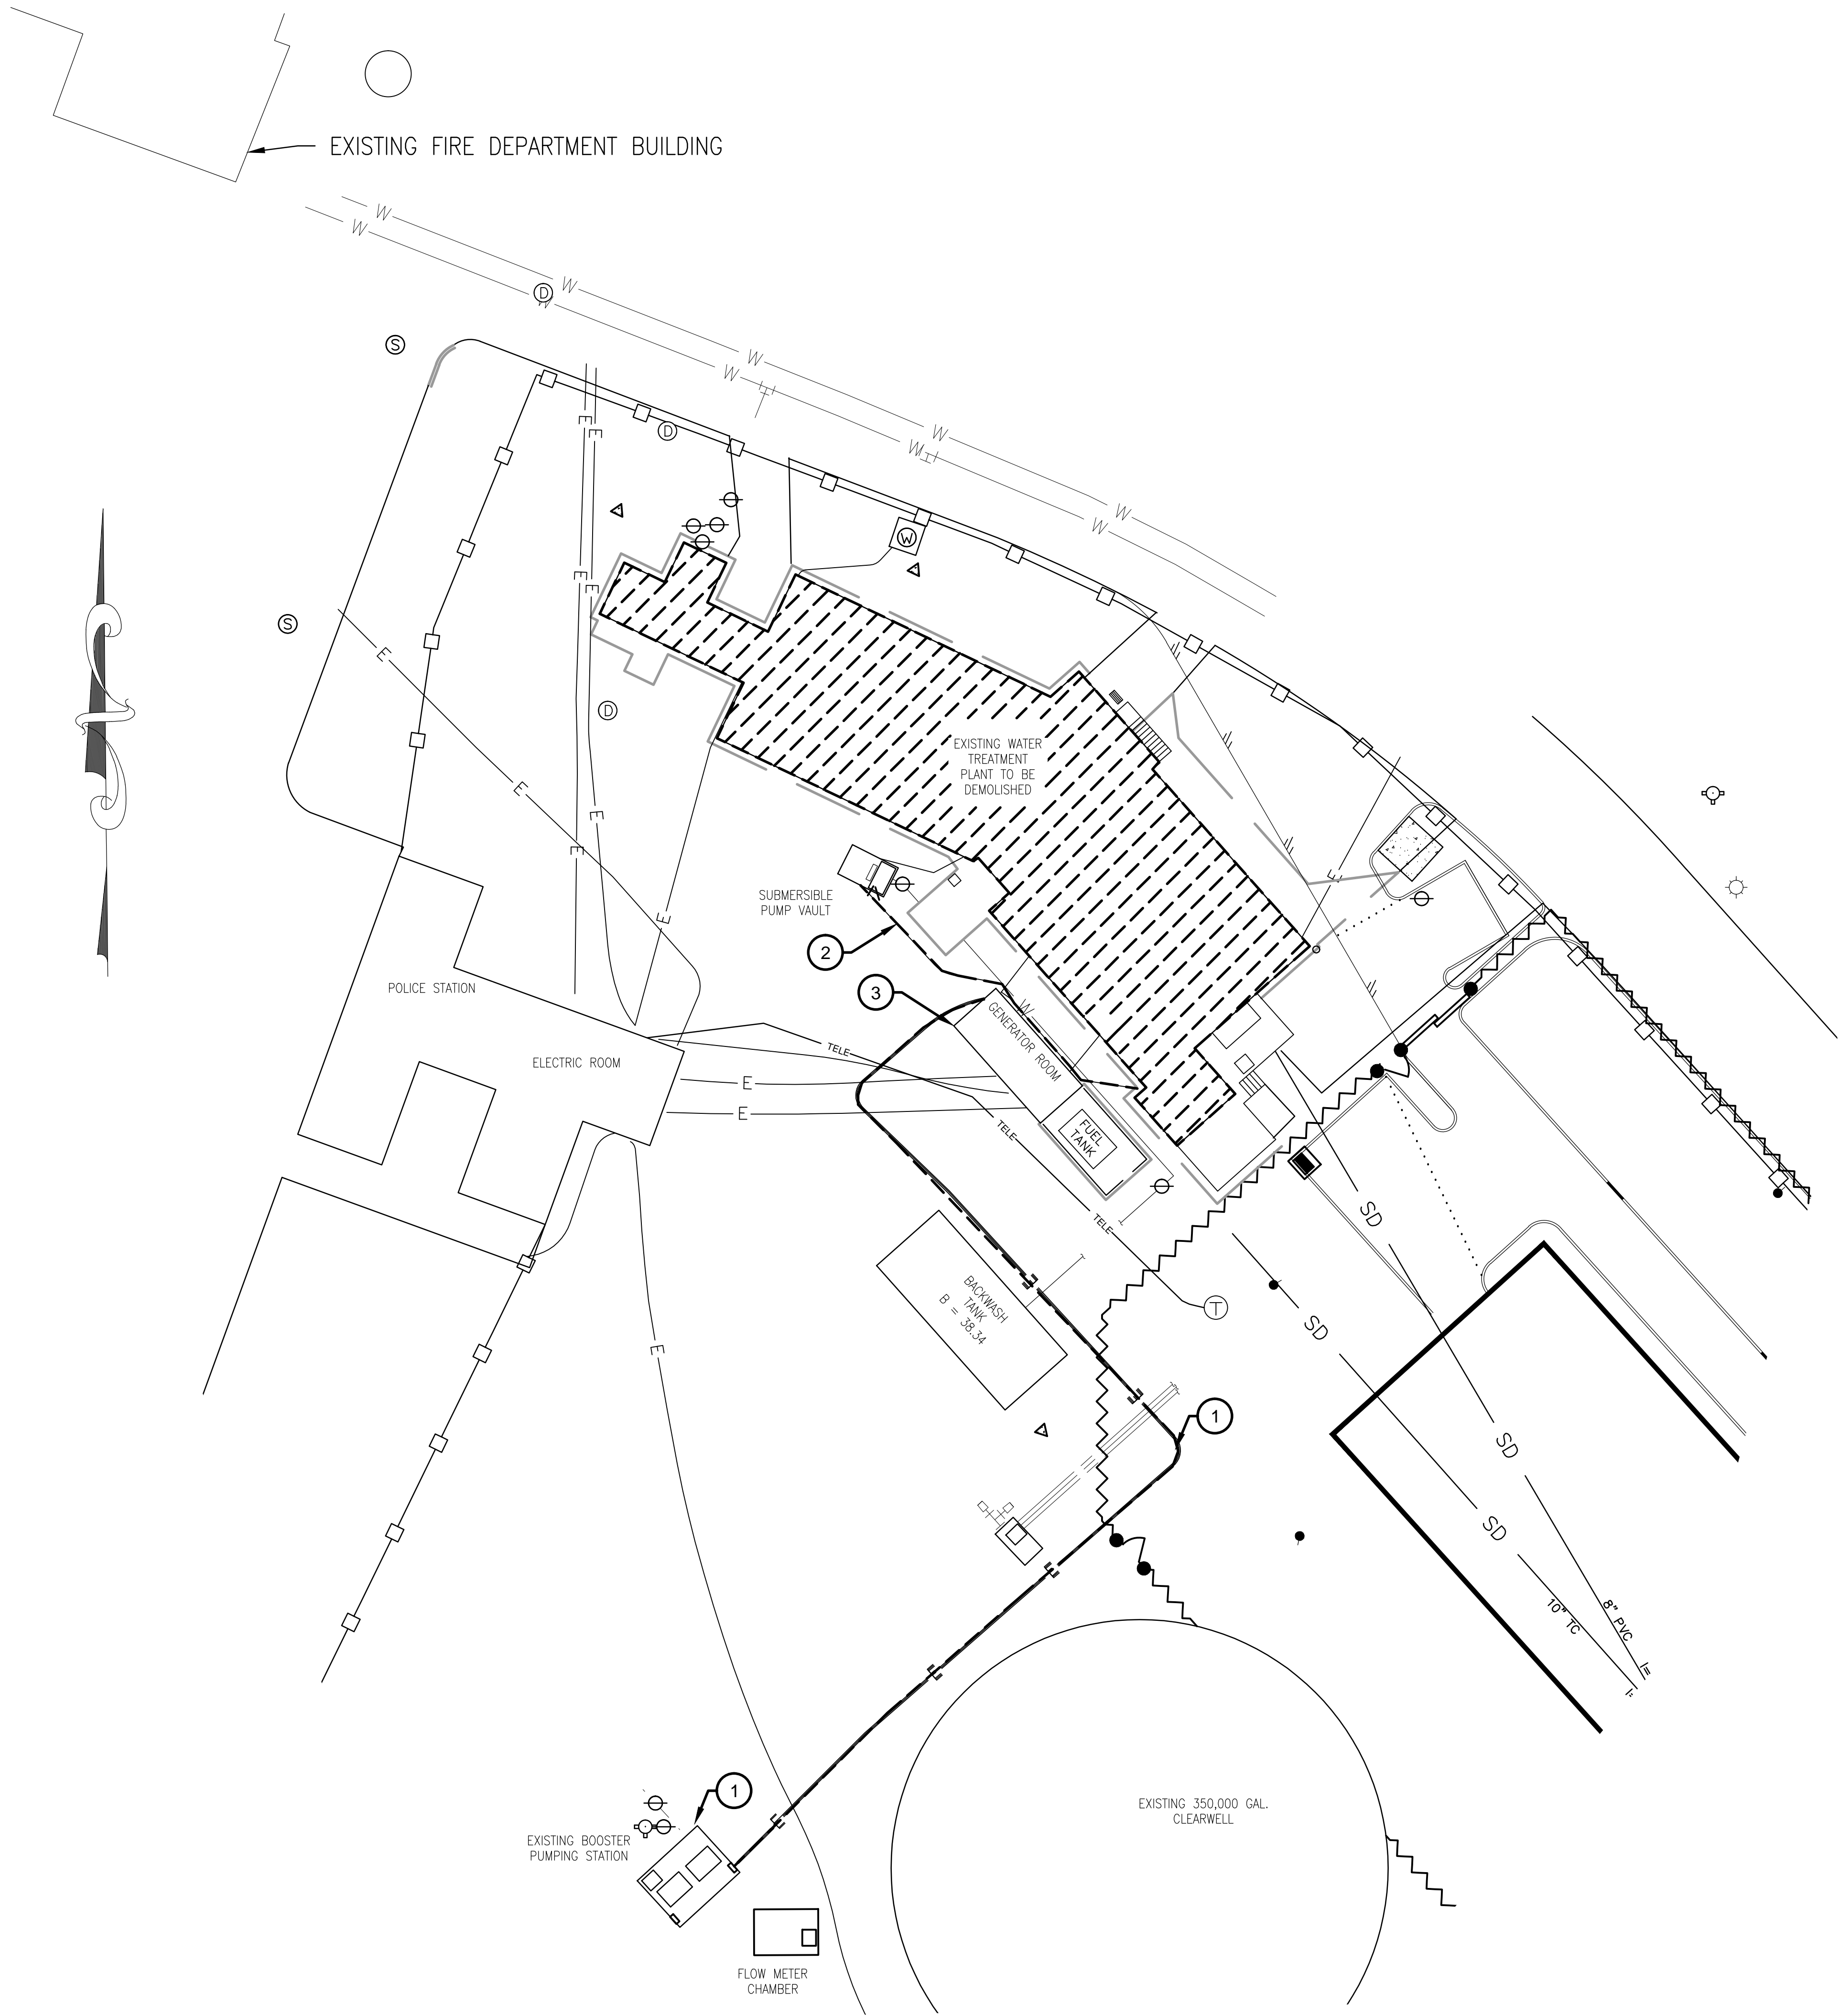 EXISTING FIRE DEPARTMENT BUILDING
W
W
W
D
W
S
W
W
W
W
D
E
E
W
W
W
E
E
S
E
D
EXISTING WATER
TREATMENT
PLANT TO BE
DEMOLISHED
E
E
E
E
E
SUBMERSIBLE
PUMP VAULT
2
3
POLICE STATION
W
GENERATOR ROOM
ELECTRIC ROOM
TELE
E
E
TELE
FUEL
TANK
TELE
SD
T
SD
BACKWASH
TANK
B = 38.34
E
1
SD
SD
10" TC
8" PVC
I=
I=
1
EXISTING 350,000 GAL.
CLEARWELL
EXISTING BOOSTER
PUMPING STATION
FLOW METER
CHAMBER